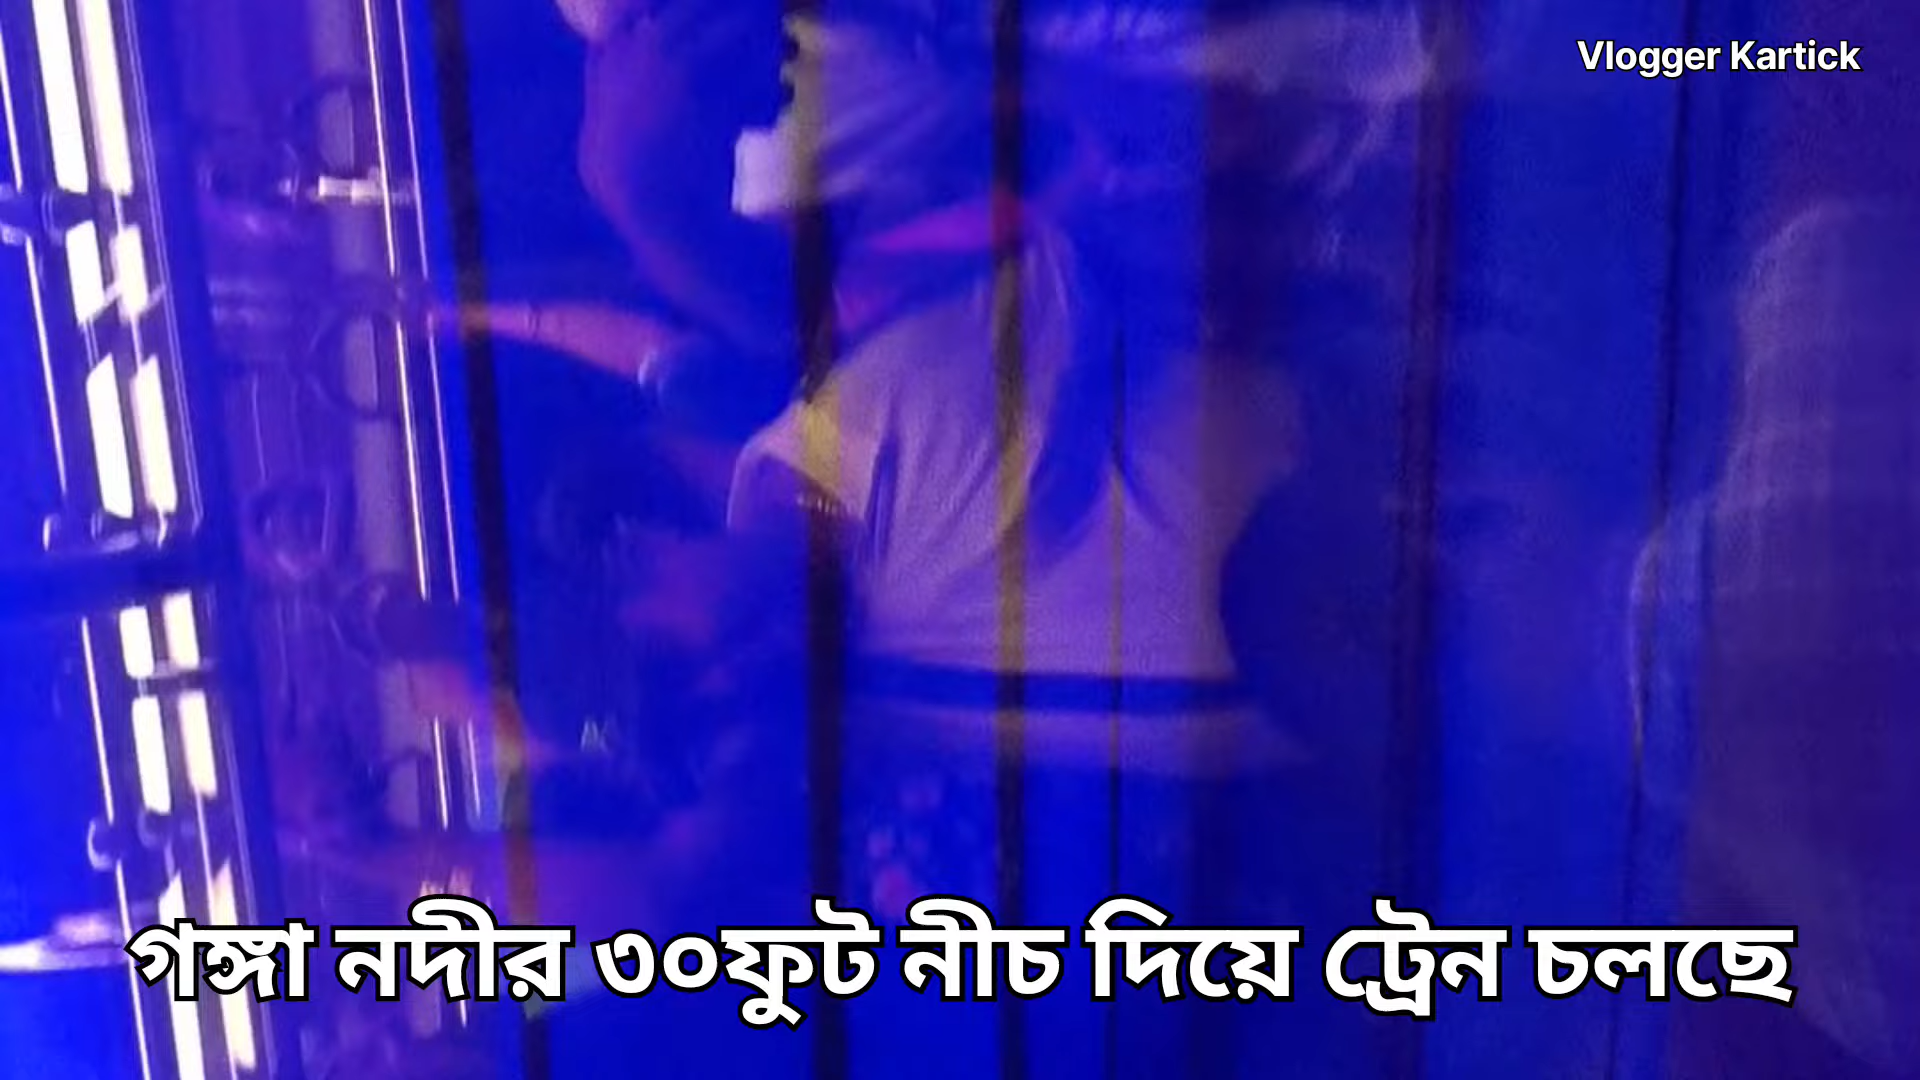 Vlogger Kartick
গঙ্গা নদীর ৩০ফুট নীচ দিয়ে ট্রেন চলছে